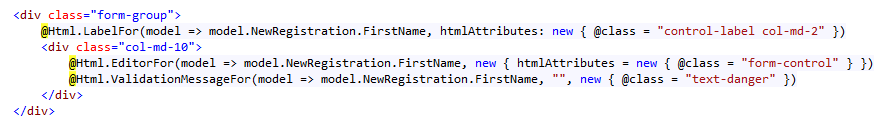 <div class="form-group">
    @Html.LabelFor(model => model.NewRegistration.FirstName, htmlAttributes: new { @class = "control-label col-md-2" })
    <div class="col-md-10">
        @Html.EditorFor(model => model.NewRegistration.FirstName, new { htmlAttributes = new { @class = "form-control" } })
        @Html.ValidationMessageFor(model => model.NewRegistration.FirstName, "", new { @class = "text-danger" })
    </div>
</div>